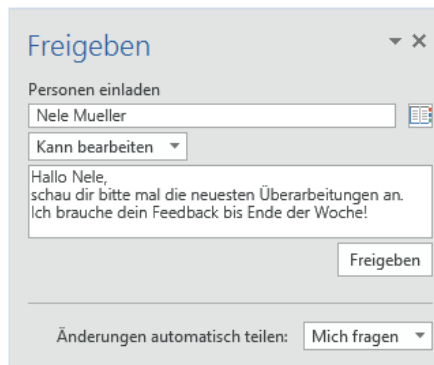 Freigeben
Personen einladen
Nele Mueller
Kann bearbeiten
Hallo Nele,
schau dir bitte mal die neuesten Überarbeitungen an.
Ich brauche dein Feedback bis Ende der Woche!
Freigeben
Änderungen automatisch teilen: Mich fragen